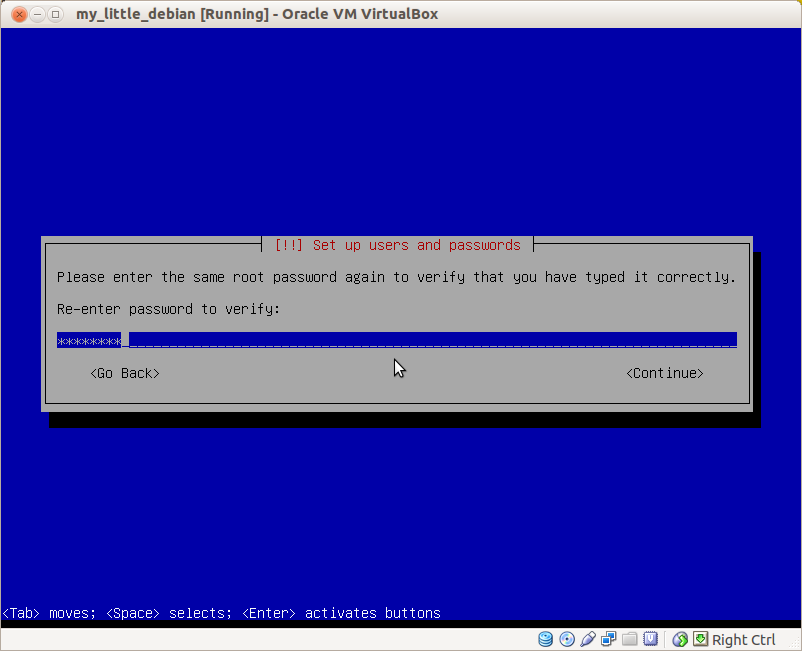 my_little_debian [Running] - Oracle VM VirtualBox
[!!] Set up users and passwords
Please enter the same root password again to verify that you have typed it correctly.
Re-enter password to verify:
********
<Go Back> <Continue>
<Tab> moves; <Space> selects; <Enter> activates buttons
Right Ctrl